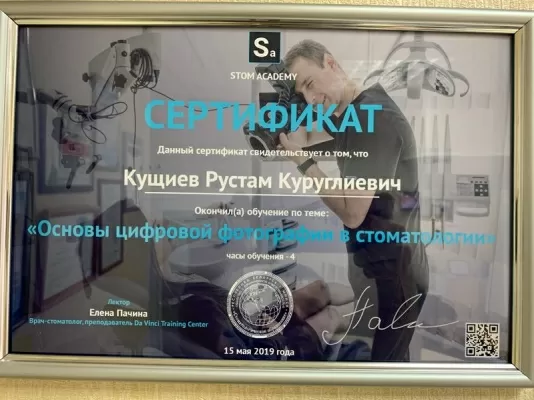 Sa
STOM ACADEMY
СЕРТИФИКАТ
Данный сертификат свидетельствует о том, что
Кущиев Рустам Куруглиевич
Окончил(а) обучение по теме:
«Основы цифровой фотографии в стоматологии»
часы обучения - 4
Лектор
Елена Пачина
Врач-стоматолог, преподаватель Da Vinci Training Center
15 мая 2019 года